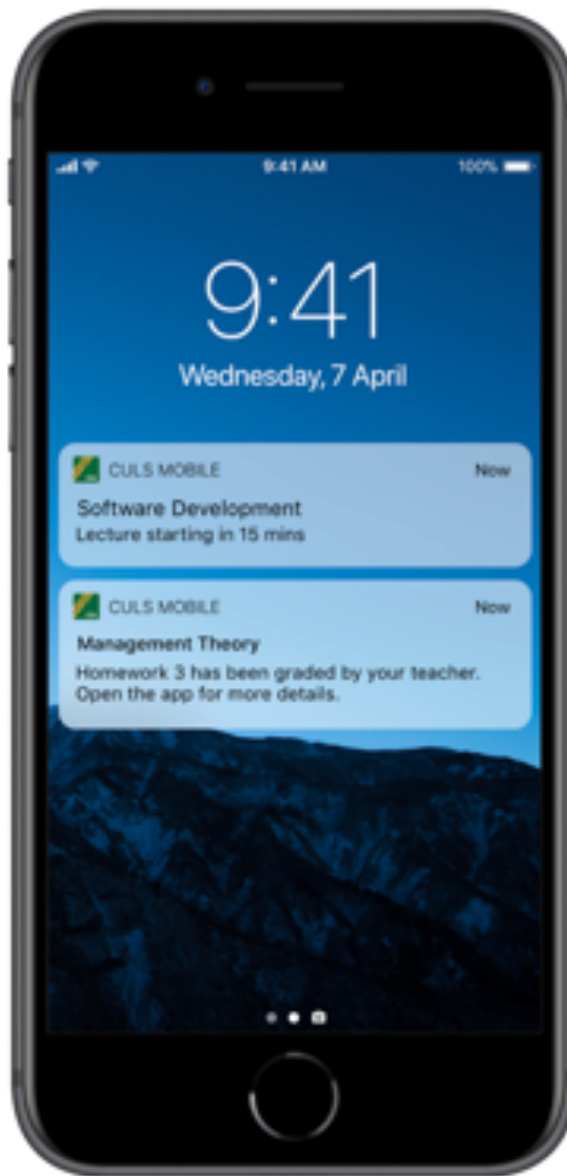 9:41 AM
100%
9:41
Wednesday, 7 April
CULS MOBILE
Now
Software Development
Lecture starting in 15 mins
CULS MOBILE
Now
Management Theory
Homework 3 has been graded by your teacher.
Open the app for more details.